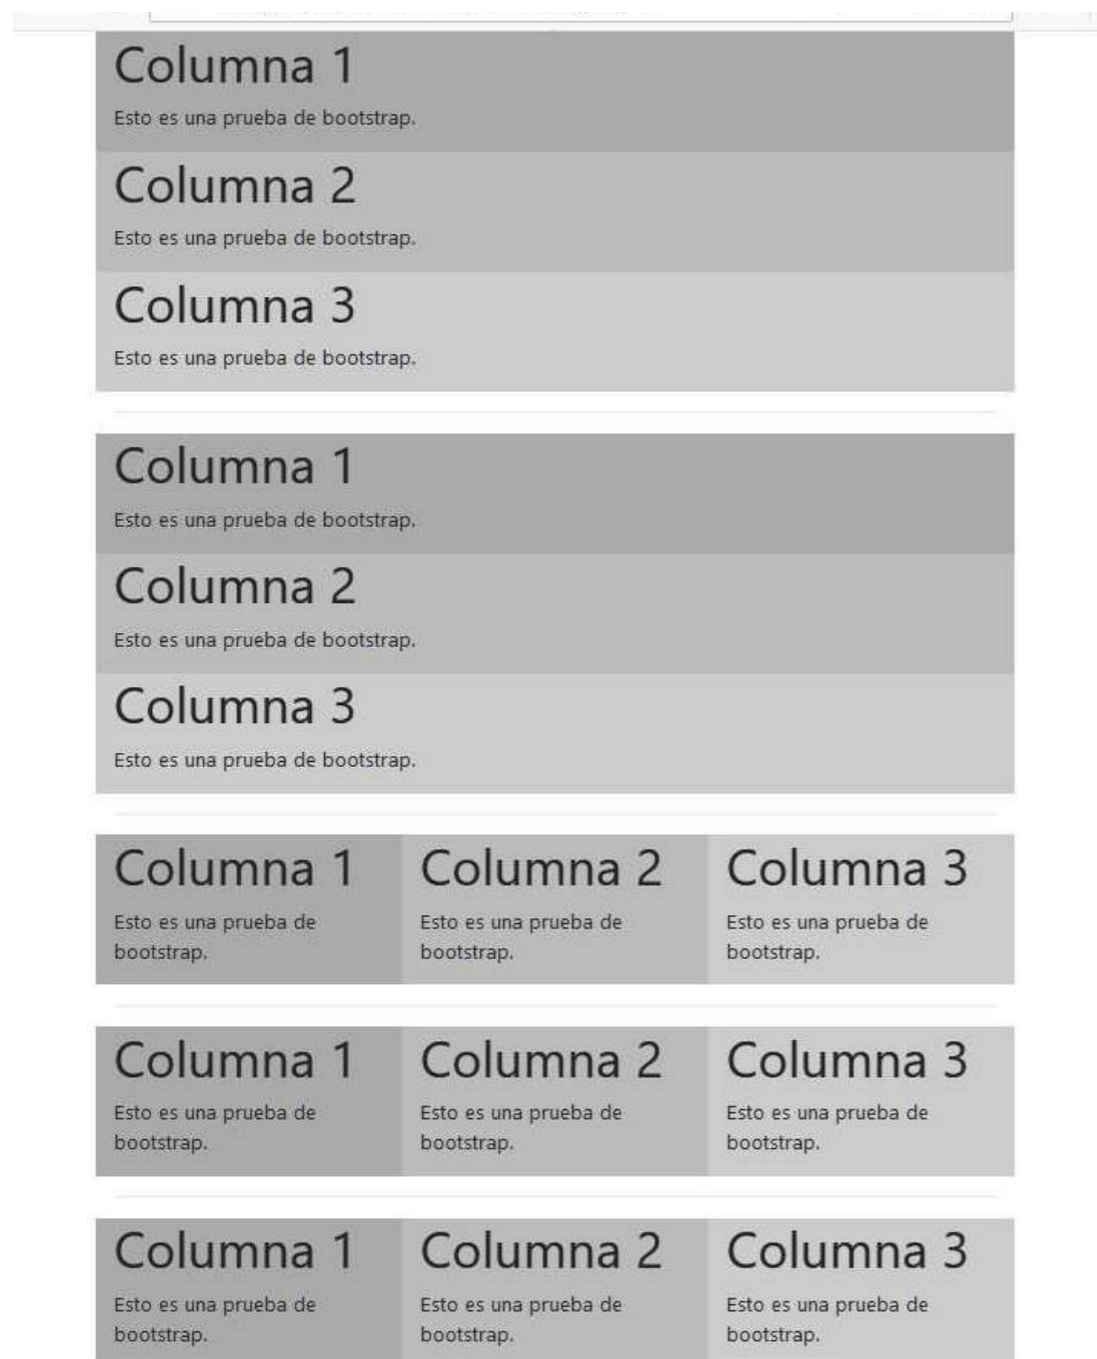 Columna 1
Esto es una prueba de bootstrap.
Columna 2
Esto es una prueba de bootstrap.
Columna 3
Esto es una prueba de bootstrap.
Columna 1
Esto es una prueba de bootstrap.
Columna 2
Esto es una prueba de bootstrap.
Columna 3
Esto es una prueba de bootstrap.
Columna 1
Esto es una prueba de
bootstrap.
Columna 2
Esto es una prueba de
bootstrap.
Columna 3
Esto es una prueba de
bootstrap.
Columna 1
Esto es una prueba de
bootstrap.
Columna 2
Esto es una prueba de
bootstrap.
Columna 3
Esto es una prueba de
bootstrap.
Columna 1
Esto es una prueba de
bootstrap.
Columna 2
Esto es una prueba de
bootstrap.
Columna 3
Esto es una prueba de
bootstrap.